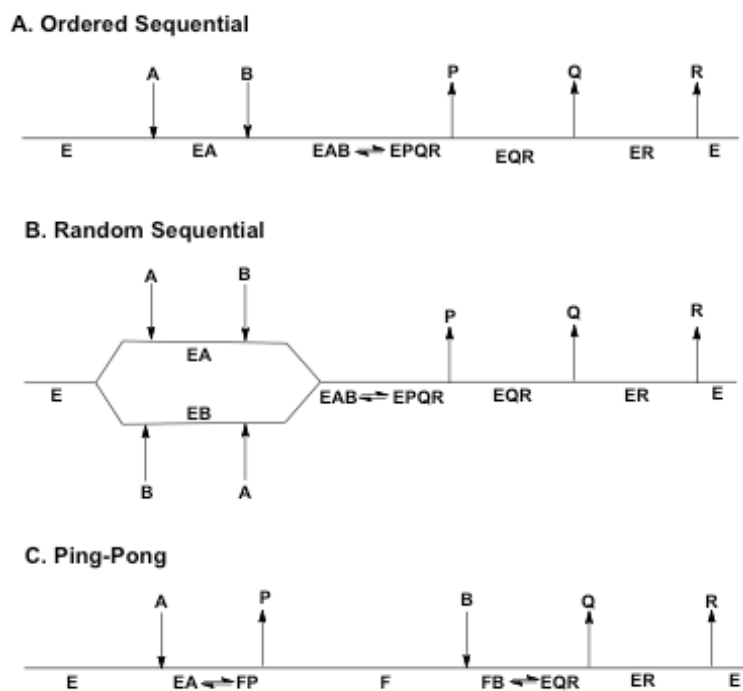 A. Ordered Sequential
A B P Q R
E EA EAB ⇌ EPQR EQR ER E
B. Random Sequential
A B P Q R
EA
E EAB ⇌ EPQR EQR ER E
EB
B A
C. Ping-Pong
A P B Q R
E EA ⇌ FP F FB ⇌ EQR ER E